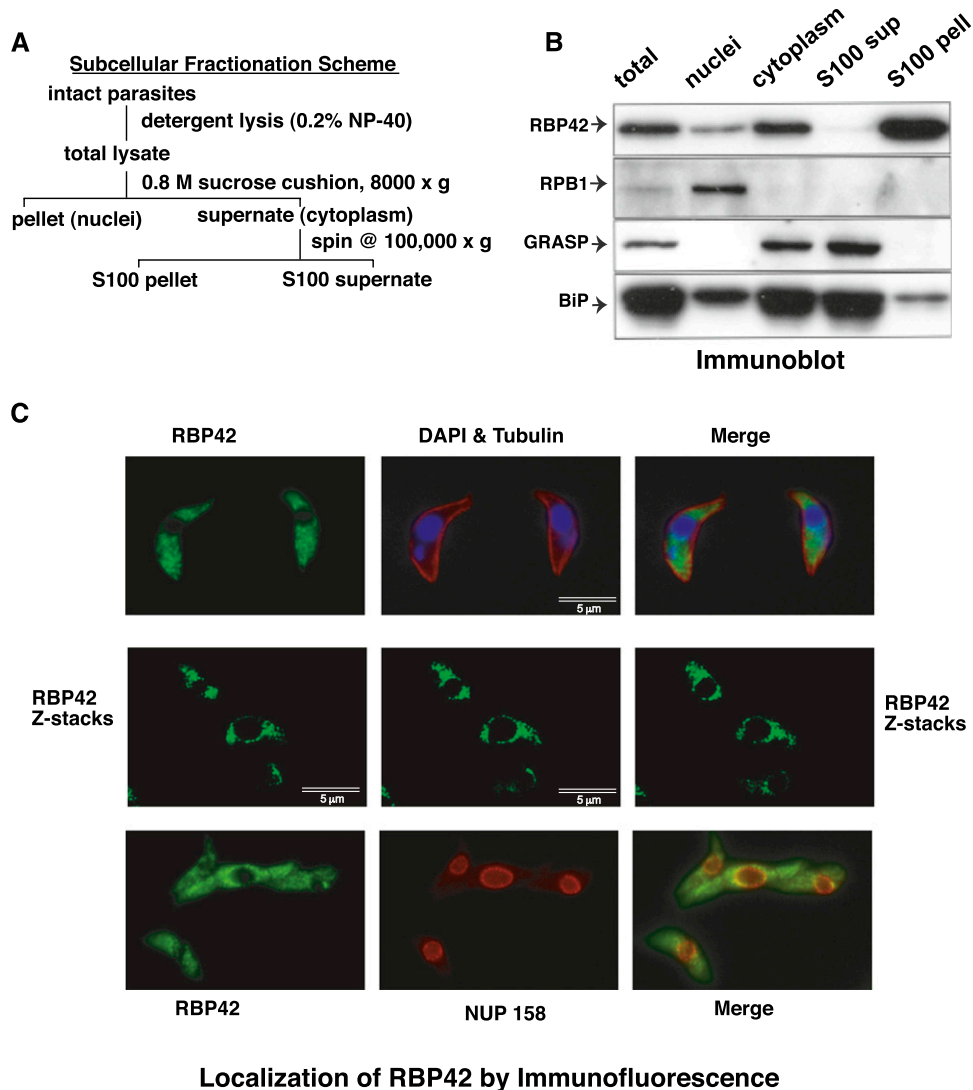 A
Subcellular Fractionation Scheme
intact parasites
detergent lysis (0.2% NP-40)
total lysate
0.8 M sucrose cushion, 8000 x g
pellet (nuclei)
supernate (cytoplasm)
spin @ 100,000 x g
S100 pellet
S100 supernate
B
total
nuclei
cytoplasm
S100 sup
S100 pell
RBP42
RPB1
GRASP
BiP
Immunoblot
C
RBP42
DAPI & Tubulin
Merge
5 μm
RBP42
Z-stacks
5 μm
5 μm
RBP42
Z-stacks
RBP42
NUP 158
Merge
Localization of RBP42 by Immunofluorescence